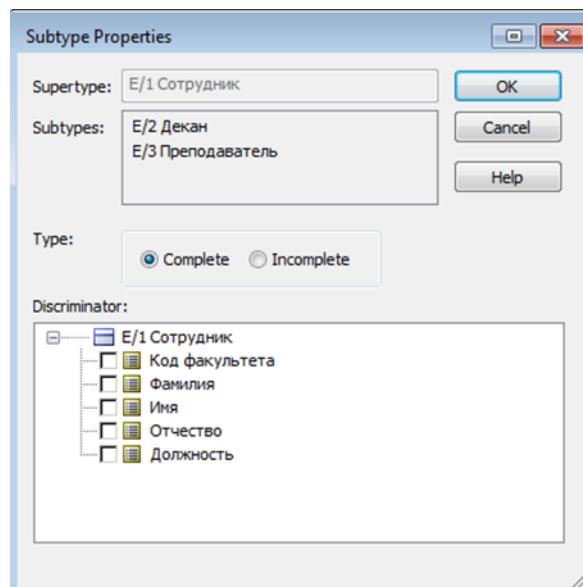 Subtype Properties
Supertype: E/1 Сотрудник OK
Subtypes: E/2 Декан Cancel
E/3 Преподаватель
Help
Type:
Complete Incomplete
Discriminator:
E/1 Сотрудник
Код факультета
Фамилия
Имя
Отчество
Должность